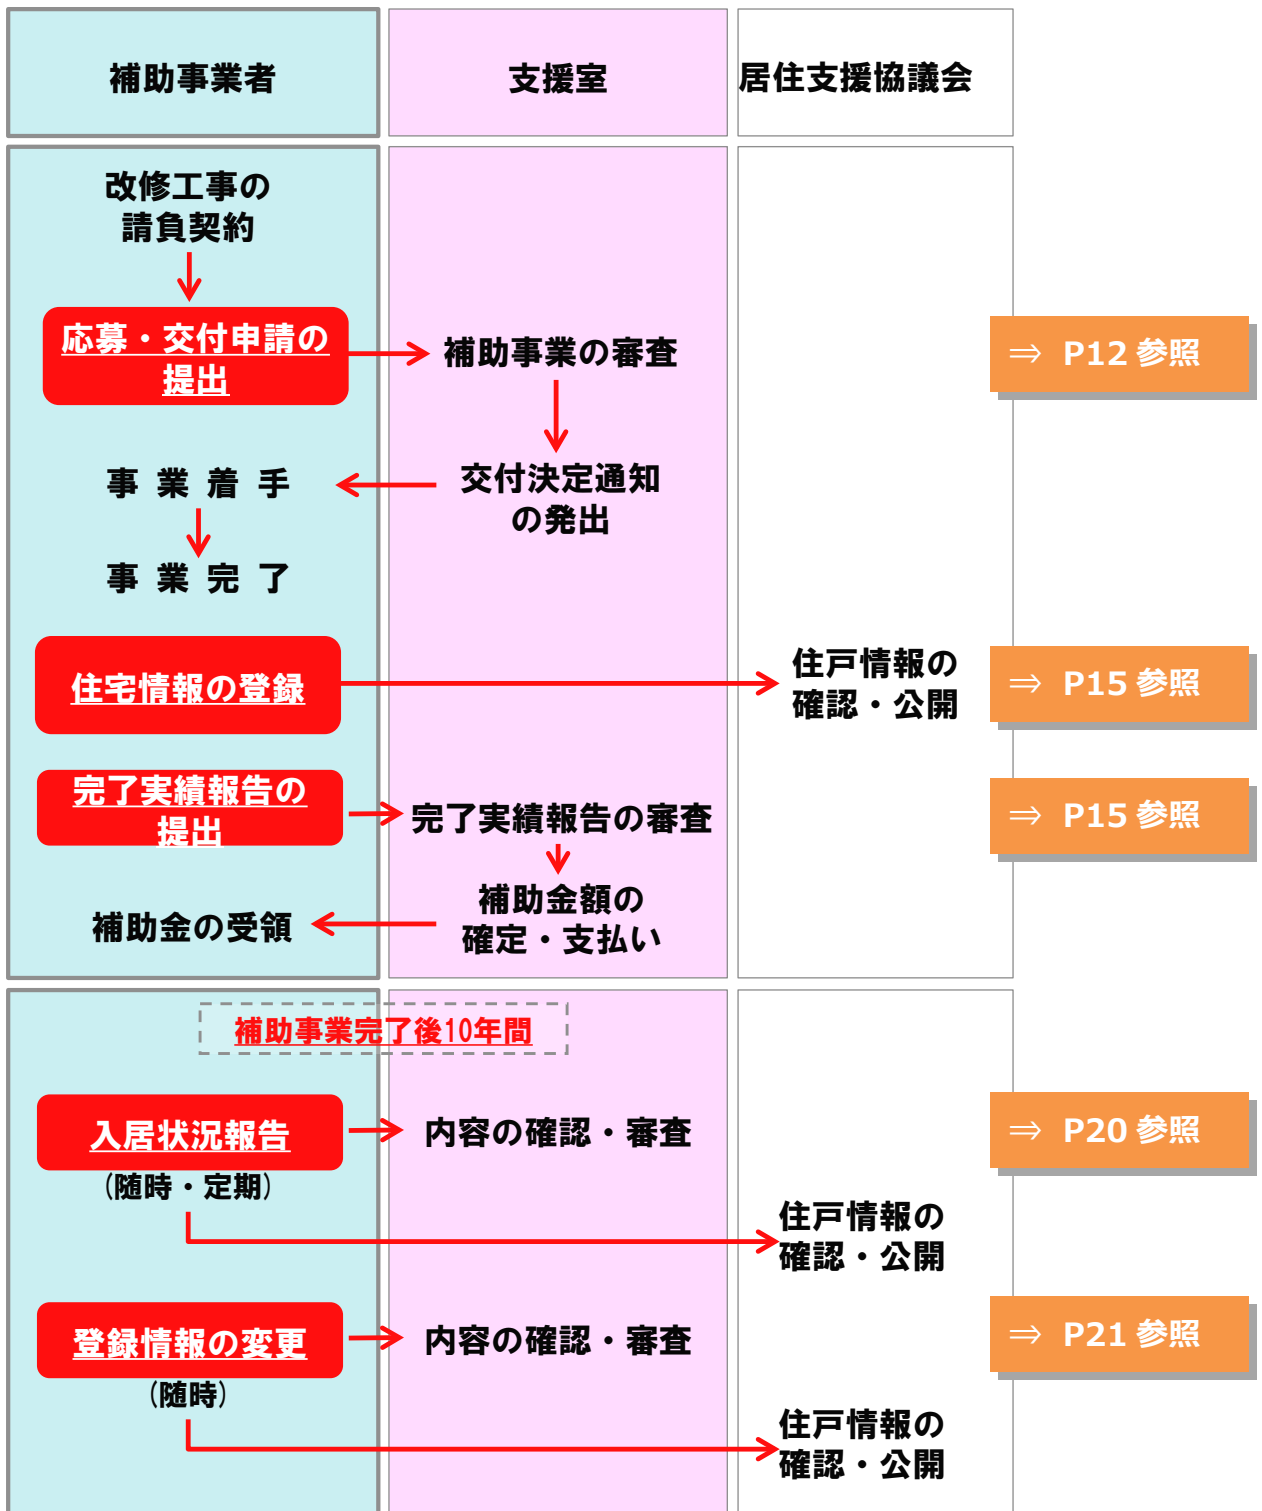 補助事業者
支援室
居住支援協議会
改修工事の
請負契約
応募・交付申請の
提出
補助事業の審査
⇒ P12 参照
事 業 着 手
交付決定通知
の発出
事 業 完 了
住宅情報の登録
住戸情報の
確認・公開
⇒ P15 参照
完了実績報告の
提出
完了実績報告の審査
⇒ P15 参照
補助金の受領
補助金額の
確定・支払い
補助事業完了後10年間
入居状況報告
(随時・定期)
内容の確認・審査
⇒ P20 参照
住戸情報の
確認・公開
登録情報の変更
(随時)
内容の確認・審査
⇒ P21 参照
住戸情報の
確認・公開